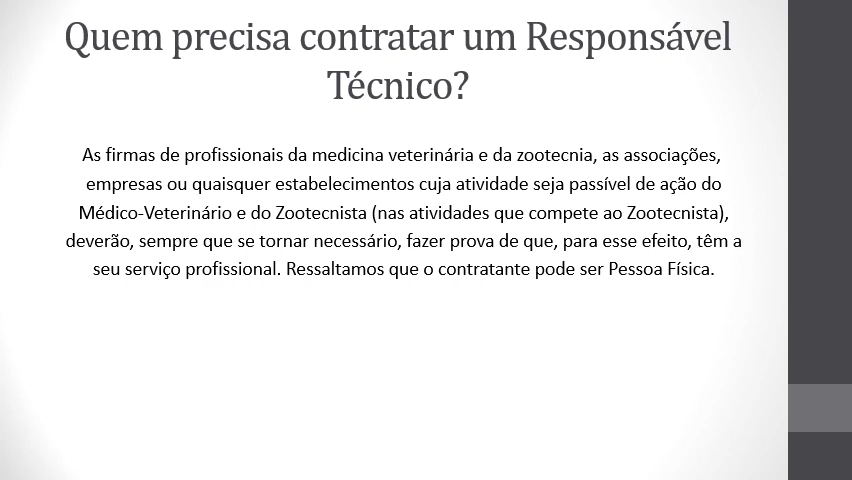 Quem precisa contratar um Responsável
Técnico?
As firmas de profissionais da medicina veterinária e da zootecnia, as associações,
empresas ou quaisquer estabelecimentos cuja atividade seja passível de ação do
Médico-Veterinário e do Zootecnista (nas atividades que compete ao Zootecnista),
deverão, sempre que se tornar necessário, fazer prova de que, para esse efeito, têm a
seu serviço profissional. Ressaltamos que o contratante pode ser Pessoa Física.